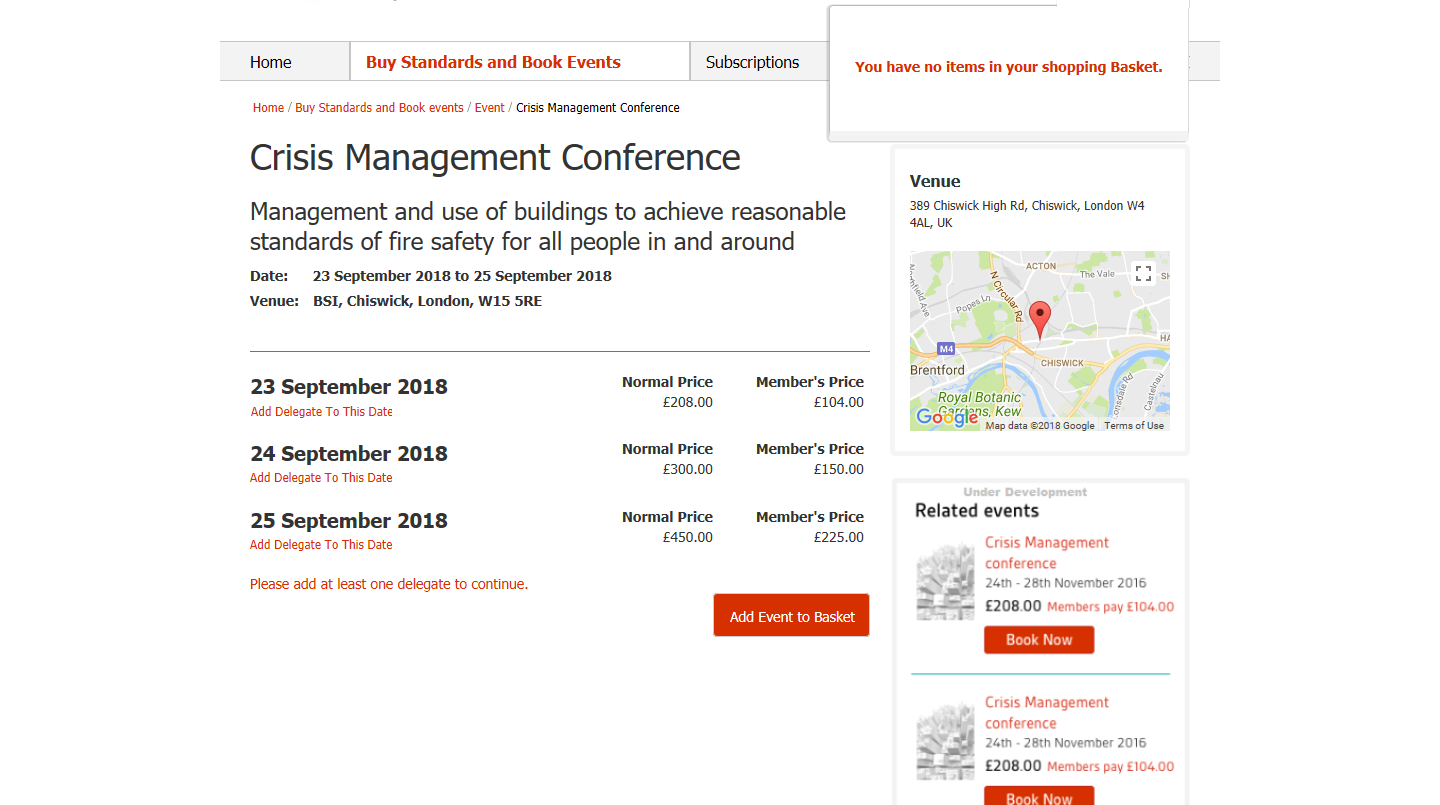 Home
Buy Standards and Book Events
Subscriptions
You have no items in your shopping Basket.
Home / Buy Standards and Book events / Event / Crisis Management Conference
Crisis Management Conference
Management and use of buildings to achieve reasonable
standards of fire safety for all people in and around
Date: 23 September 2018 to 25 September 2018
Venue: BSI, Chiswick, London, W15 5RE
23 September 2018
Add Delegate To This Date
Normal Price
£208.00
Member's Price
£104.00
24 September 2018
Add Delegate To This Date
Normal Price
£300.00
Member's Price
£150.00
25 September 2018
Add Delegate To This Date
Normal Price
£450.00
Member's Price
£225.00
Please add at least one delegate to continue.
Add Event to Basket
Venue
389 Chiswick High Rd, Chiswick, London W4
4AL, UK
ACTON
The Vale
N Circular Rd
Popes Ln
M4
CHISWICK
Brentford
Royal Botanic
Gardens, Kew
Castelnau
Google
Map data ©2018 Google
Terms of Use
Under Development
Related events
Crisis Management
conference
24th - 28th November 2016
£208.00 Members pay £104.00
Book Now
Crisis Management
conference
24th - 28th November 2016
£208.00 Members pay £104.00
Book Now